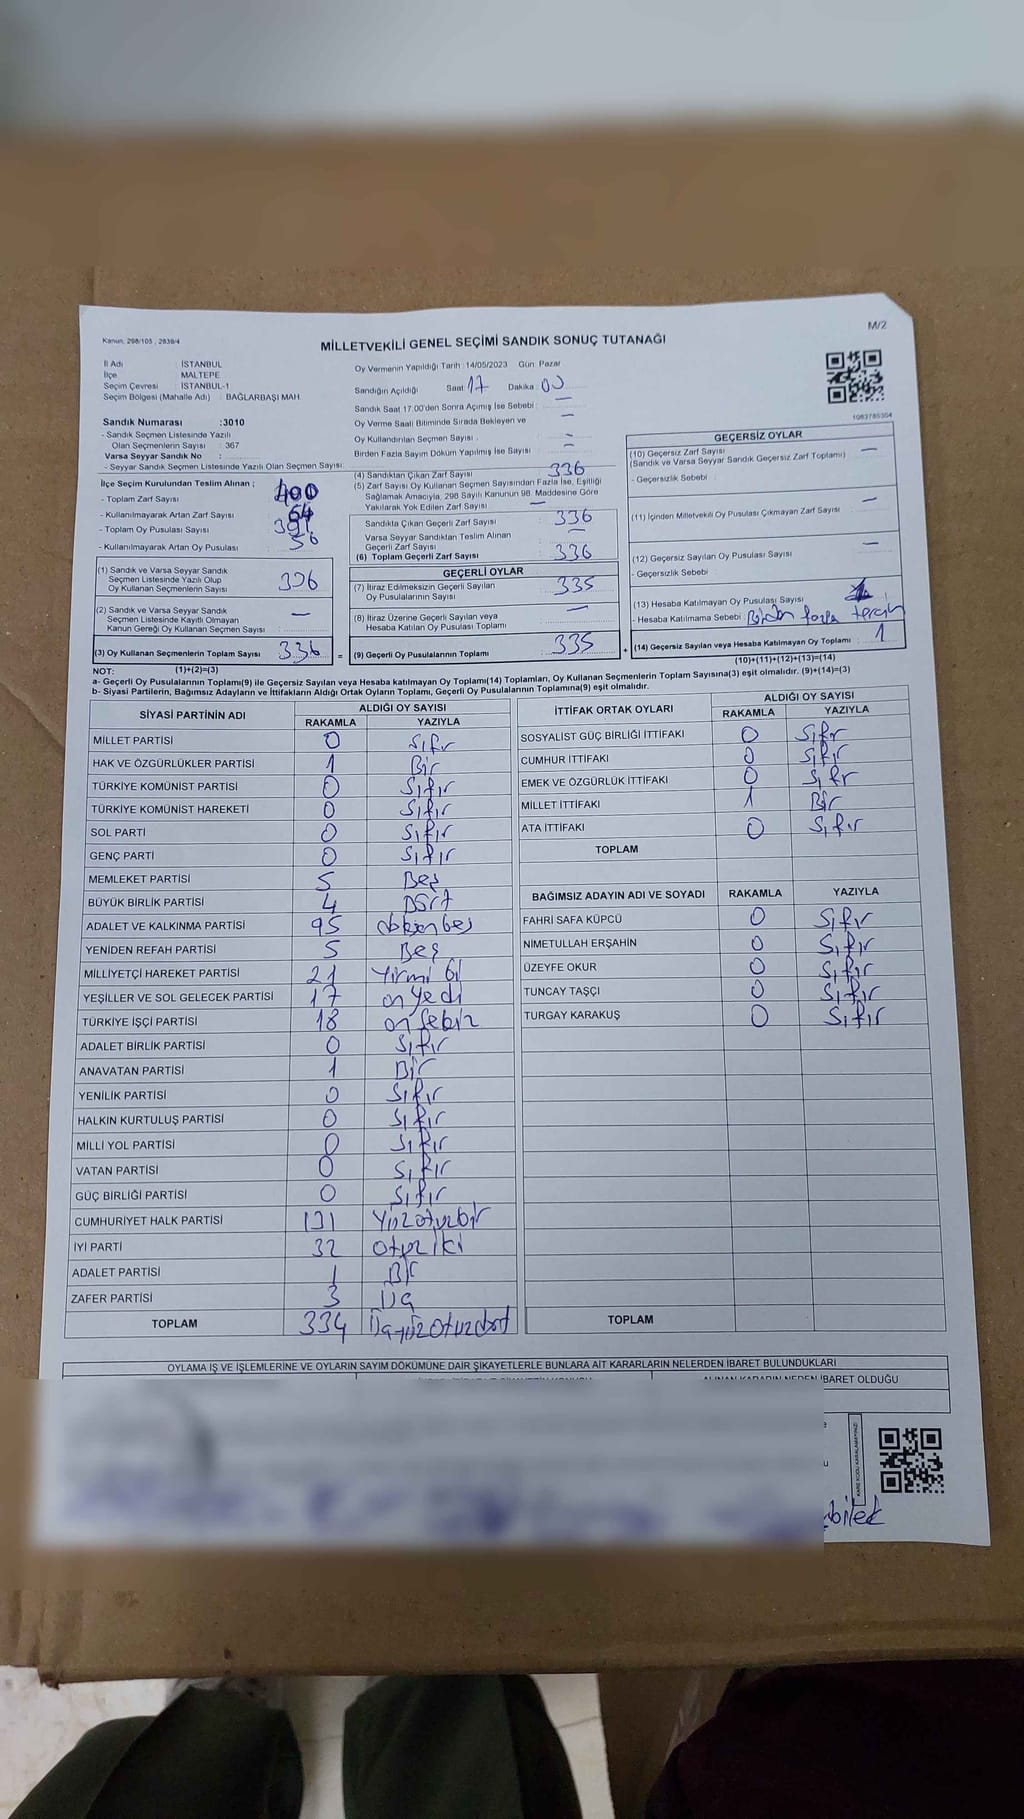 M/2
Kanun: 298/105 , 2839/4
MİLLETVEKİLİ GENEL SEÇİMİ SANDIK SONUÇ TUTANAĞI
İl Adı : İSTANBUL
İlçe : MALTEPE
Seçim Çevresi : İSTANBUL-1
Seçim Bölgesi (Mahalle Adı) : BAĞLARBAŞI MAH
Sandık Numarası :3010
- Sandık Seçmen Listesinde Yazılı
Olan Seçmenlerin Sayısı : 367
Varsa Seyyar Sandık No :
- Seyyar Sandık Seçmen Listesinde Yazılı Olan Seçmen Sayısı:
İlçe Seçim Kurulundan Teslim Alınan ;
- Toplam Zarf Sayısı : 400
- Kullanılmayarak Artan Zarf Sayısı : 64
- Toplam Oy Pusulası Sayısı
- Kullanılmayarak Artan Oy Pusulası : 56
(1) Sandık ve Varsa Seyyar Sandık
Seçmen Listesinde Yazılı Olup
Oy Kullanan Seçmenlerin Sayısı 336
(2) Sandık ve Varsa Seyyar Sandık
Seçmen Listesinde Kayıtlı Olmayan
Kanun Gereği Oy Kullanan Seçmen Sayısı : —
(3) Oy Kullanan Seçmenlerin Toplam Sayısı 336
Oy Vermenin Yapıldığı Tarih :14/05/2023 Gün: Pazar
Sandığın Açıldığı Saat: 17 Dakika: 00
Sandık Saat 17:00'den Sonra Açımış İse Sebebi : —
Oy Verme Saati Bitiminde Sırada Bekleyen ve
Oy Kullandırılan Seçmen Sayısı : —
Birden Fazla Sayım Döküm Yapılmış İse Sayısı : —
(4) Sandıktan Çıkan Zarf Sayısı 336
(5) Zarf Sayısı Oy Kullanan Seçmen Sayısından Fazla İse, Eşitliği
Sağlamak Amacıyla, 298 Sayılı Kanunun 98. Maddesine Göre
Yakılarak Yok Edilen Zarf Sayısı : —
Sandıkta Çıkan Geçerli Zarf Sayısı : 336
Varsa Seyyar Sandıktan Teslim Alınan
Geçerli Zarf Sayısı : —
(6) Toplam Geçerli Zarf Sayısı : 336
GEÇERLİ OYLAR
(7) İtiraz Edilmeksizin Geçerli Sayılan
Oy Pusulalarının Sayısı : 335
(8) İtiraz Üzerine Geçerli Sayılan veya
Hesaba Katılan Oy Pusulası Toplamı : —
= (9) Geçerli Oy Pusulalarının Toplamı : 335 +
1083785354
GEÇERSİZ OYLAR
(10) Geçersiz Zarf Sayısı : —
(Sandık ve Varsa Seyyar Sandık Geçersiz Zarf Toplamı)
- Geçersizlik Sebebi :
(11) İçinden Milletvekili Oy Pusulası Çıkmayan Zarf Sayısı : —
(12) Geçersiz Sayılan Oy Pusulası Sayısı : —
- Geçersizlik Sebebi :
(13) Hesaba Katılmayan Oy Pusulası Sayısı
- Hesaba Katılmama Sebebi : Birden fazla tercih
(14) Geçersiz Sayılan veya Hesaba Katılmayan Oy Toplamı : 1
NOT: (1)+(2)=(3) (10)+(11)+(12)+(13)=(14)
a- Geçerli Oy Pusulalarının Toplamı(9) ile Geçersiz Sayılan veya Hesaba katılmayan Oy Toplamı(14) Toplamları, Oy Kullanan Seçmenlerin Toplam Sayısına(3) eşit olmalıdır. (9)+(14)=(3)
b- Siyasi Partilerin, Bağımsız Adayların ve İttifakların Aldığı Ortak Oyların Toplamı, Geçerli Oy Pusulalarının Toplamına(9) eşit olmalıdır.
SİYASİ PARTİNİN ADI ALDIĞI OY SAYISI
RAKAMLA YAZIYLA
MİLLET PARTİSİ 0 Sıfır
HAK VE ÖZGÜRLÜKLER PARTİSİ 1 Bir
TÜRKİYE KOMÜNİST PARTİSİ 0 Sıfır
TÜRKİYE KOMÜNİST HAREKETİ 0 Sıfır
SOL PARTİ 0 Sıfır
GENÇ PARTİ 0 Sıfır
MEMLEKET PARTİSİ 5 Beş
BÜYÜK BİRLİK PARTİSİ 4 Dört
ADALET VE KALKINMA PARTİSİ 95 doksanbeş
YENİDEN REFAH PARTİSİ 5 Beş
MİLLİYETÇİ HAREKET PARTİSİ 21 Yirmi bir
YEŞİLLER VE SOL GELECEK PARTİSİ 17 on yedi
TÜRKİYE İŞÇİ PARTİSİ 18 on sekiz
ADALET BİRLİK PARTİSİ 0 Sıfır
ANAVATAN PARTİSİ 1 Bir
YENİLİK PARTİSİ 0 Sıfır
HALKIN KURTULUŞ PARTİSİ 0 Sıfır
MİLLİ YOL PARTİSİ 0 Sıfır
VATAN PARTİSİ 0 Sıfır
GÜÇ BİRLİĞİ PARTİSİ 0 Sıfır
CUMHURİYET HALK PARTİSİ 131 Yüzotuzbir
İYİ PARTİ 32 otuziki
ADALET PARTİSİ 1 Bir
ZAFER PARTİSİ 3 Üç
TOPLAM 334 Üçyüzotuzdört
İTTİFAK ORTAK OYLARI ALDIĞI OY SAYISI
RAKAMLA YAZIYLA
SOSYALİST GÜÇ BİRLİĞİ İTTİFAKI 0 Sıfır
CUMHUR İTTİFAKI 0 Sıfır
EMEK VE ÖZGÜRLÜK İTTİFAKI 0 Sıfır
MİLLET İTTİFAKI 1 Bir
ATA İTTİFAKI 0 Sıfır
TOPLAM
BAĞIMSIZ ADAYIN ADI VE SOYADI RAKAMLA YAZIYLA
FAHRİ SAFA KÜPCÜ 0 Sıfır
NİMETULLAH ERŞAHİN 0 Sıfır
ÜZEYFE OKUR 0 Sıfır
TUNCAY TAŞÇI 0 Sıfır
TURGAY KARAKUŞ 0 Sıfır
TOPLAM
OYLAMA İŞ VE İŞLEMLERİNE VE OYLARIN SAYIM DÖKÜMÜNE DAİR ŞİKAYETLERLE BUNLARA AİT KARARLARIN NELERDEN İBARET BULUNDUKLARI
ALINAN KARARIN NEDEN İBARET OLDUĞU
KARE KODU KARALAMAYINIZ!